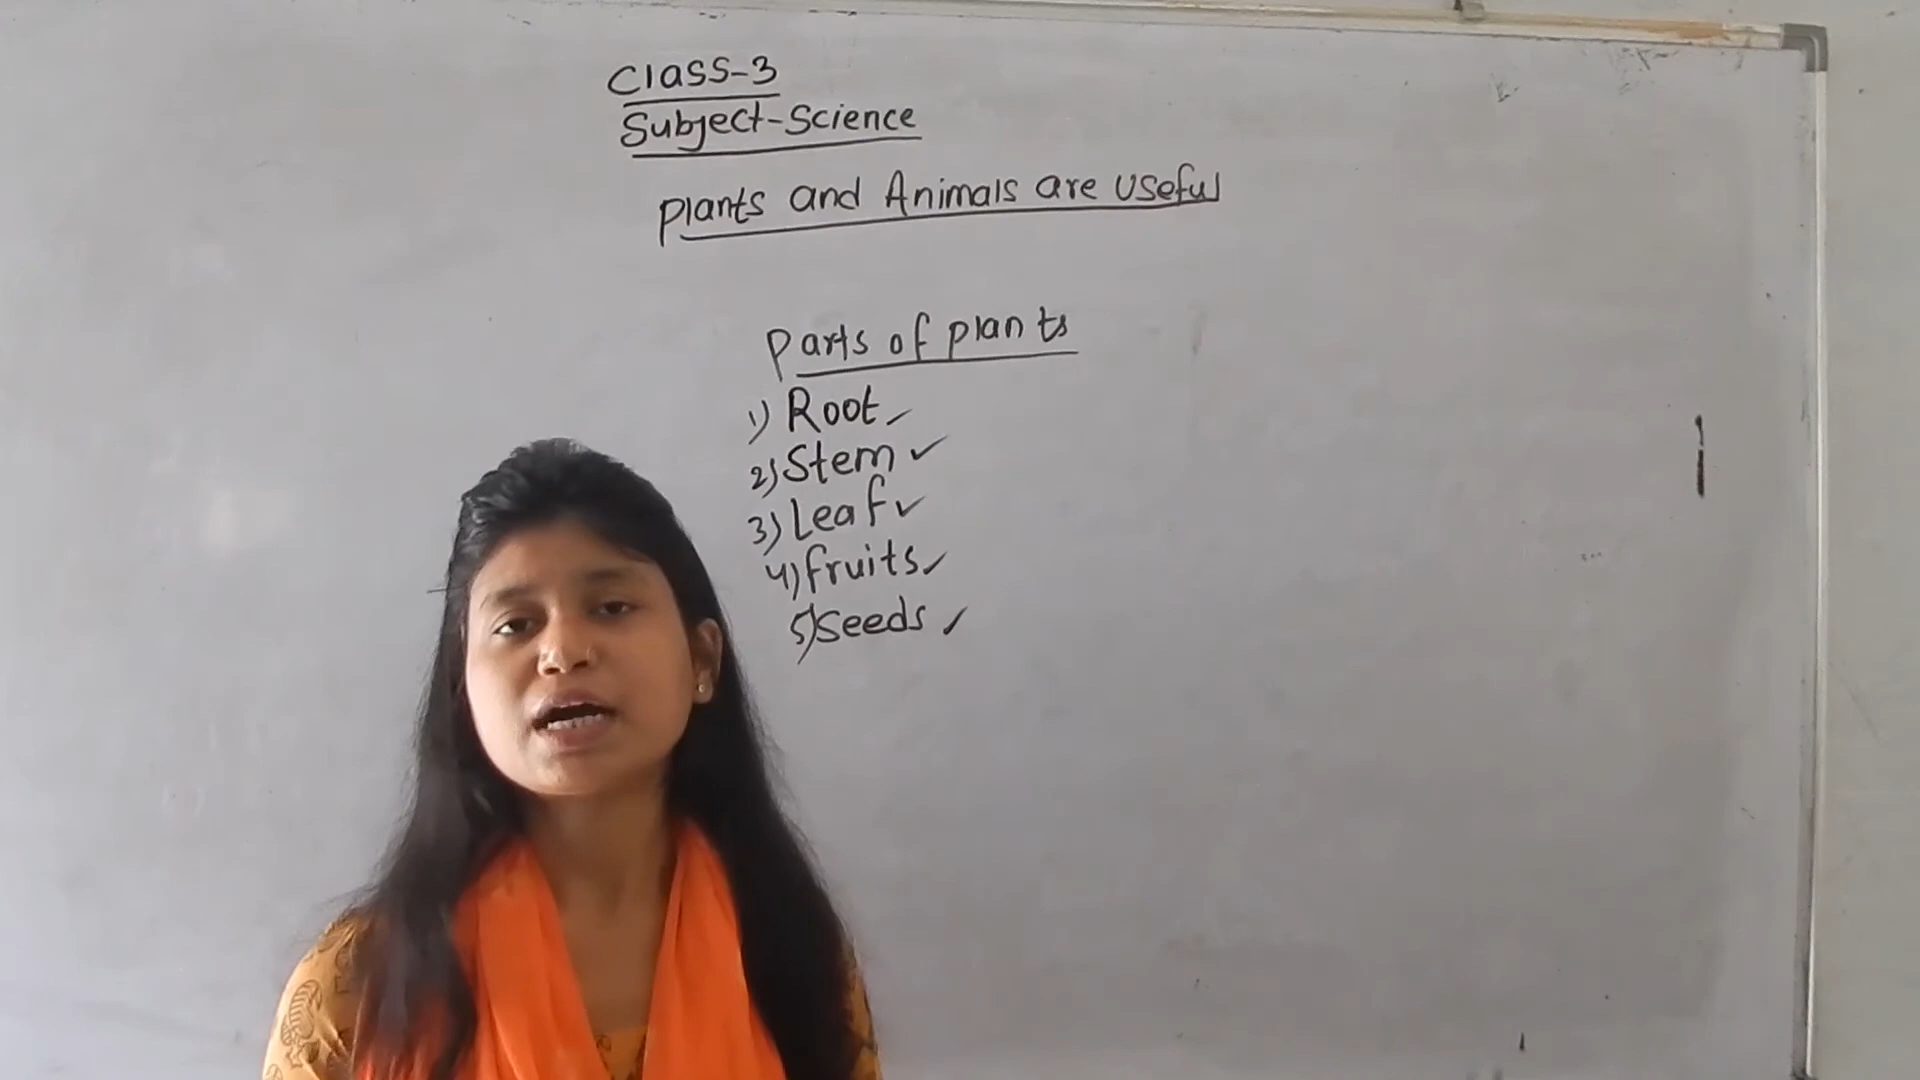 Class-3
Subject-Science
Plants and Animals are Useful
Parts of plants
1) Root
2) Stem
3) Leaf
4) fruits
5) Seeds